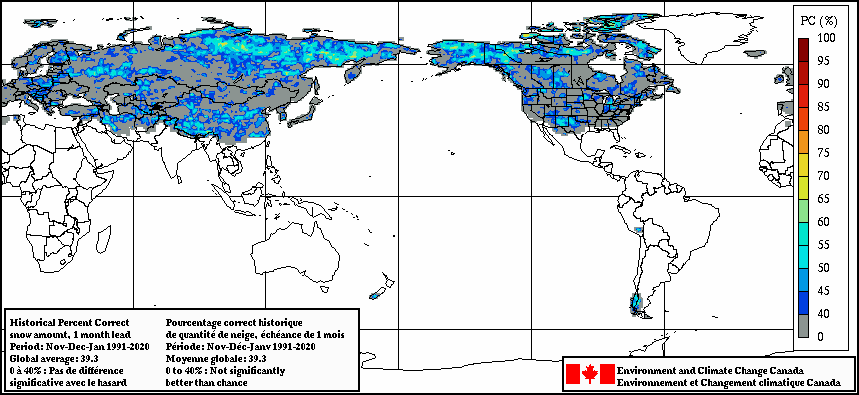 PC (%)
100
95
90
85
80
75
70
65
60
55
50
45
40
0
Historical Percent Correct
snow amount, 1 month lead
Period: Nov-Dec-Jan 1991-2020
Global average: 39.3
0 à 40% : Pas de différence
significative avec le hasard
Pourcentage correct historique
de quantité de neige, échéance de 1 mois
Période: Nov-Déc-Janv 1991-2020
Moyenne globale: 39.3
0 to 40% : Not significantly
better than chance
Environment and Climate Change Canada
Environnement et Changement climatique Canada